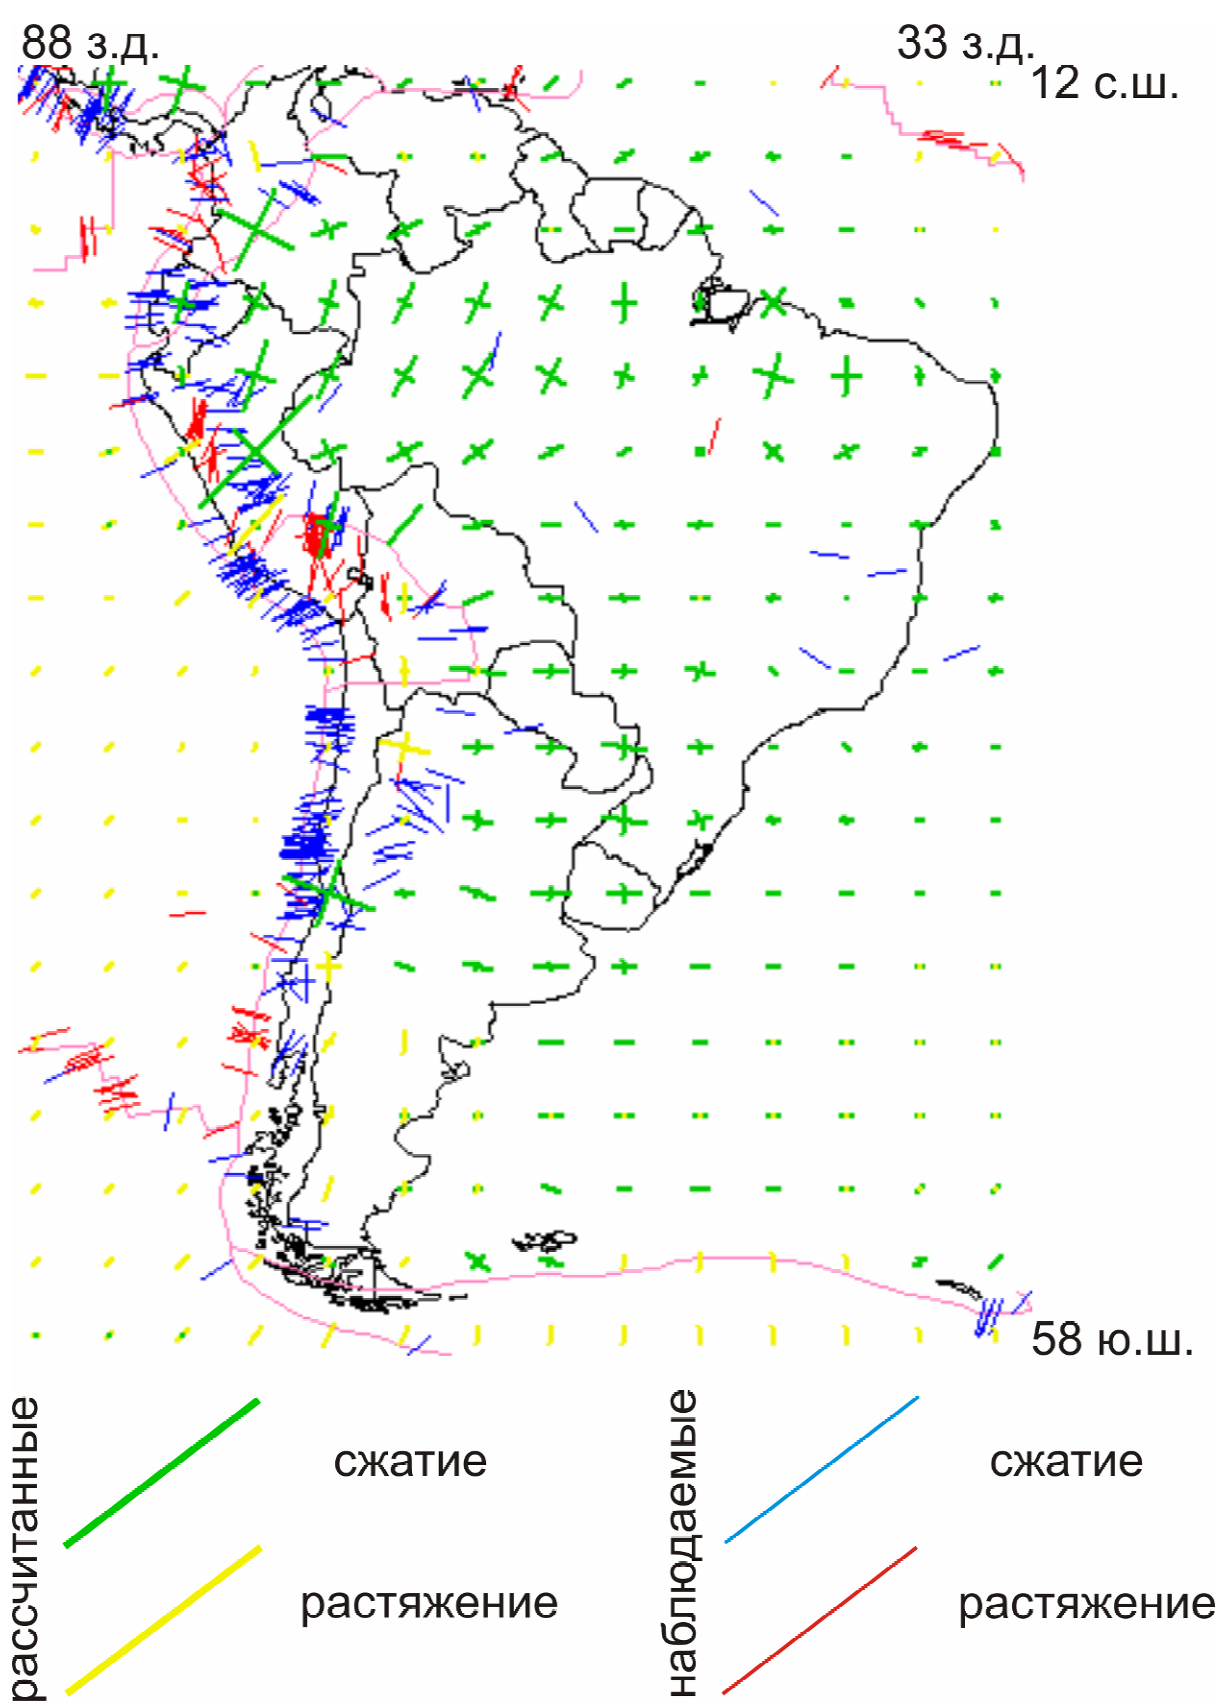 88 з.д.
33 з.д.
12 с.ш.
58 ю.ш.
рассчитанные
сжатие
растяжение
наблюдаемые
сжатие
растяжение